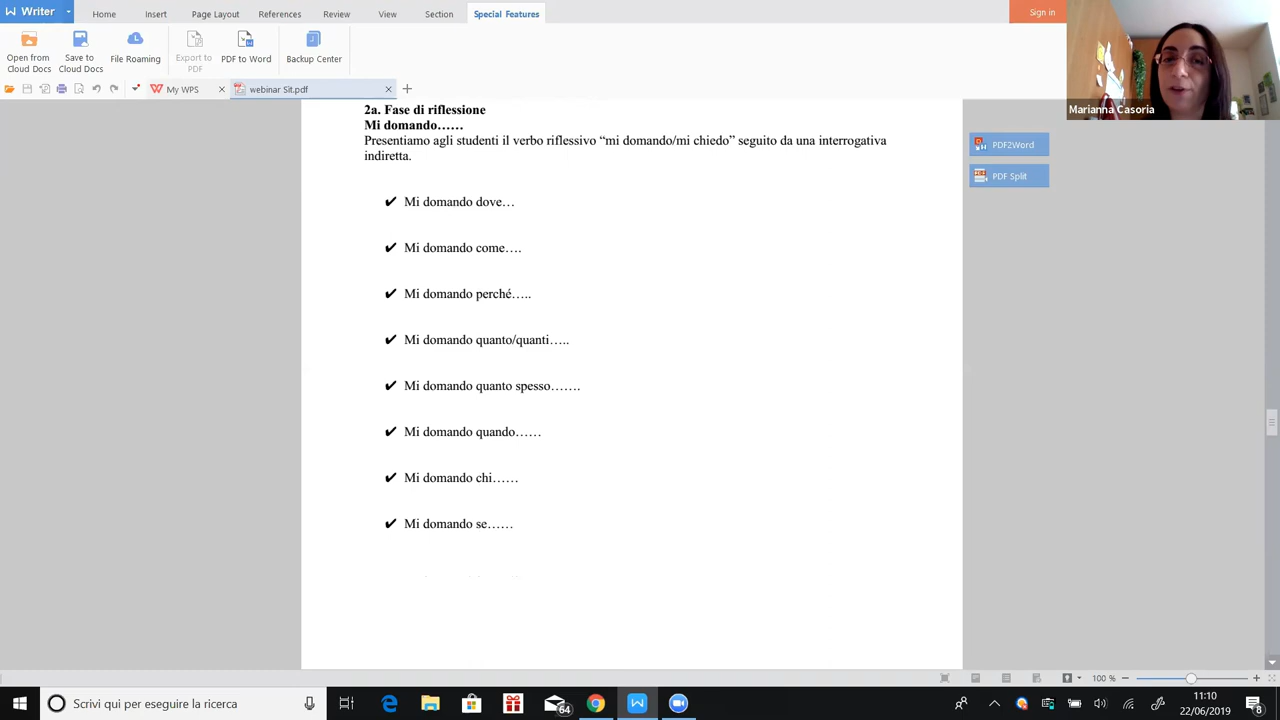 Writer
Home Insert Page Layout References Review View Section Special Features
Sign in
Open from Cloud Docs
Save to Cloud Docs
File Roaming
Export to PDF
PDF to Word
Backup Center
My WPS
webinar Sit.pdf
Marianna Casoria
PDF2Word
PDF Split
2a. Fase di riflessione
Mi domando……
Presentiamo agli studenti il verbo riflessivo “mi domando/mi chiedo” seguito da una interrogativa
indiretta.
✔ Mi domando dove…
✔ Mi domando come….
✔ Mi domando perché…..
✔ Mi domando quanto/quanti…..
✔ Mi domando quanto spesso…….
✔ Mi domando quando……
✔ Mi domando chi……
✔ Mi domando se……
100 %
Scrivi qui per eseguire la ricerca
64
11:10
22/06/2019
8